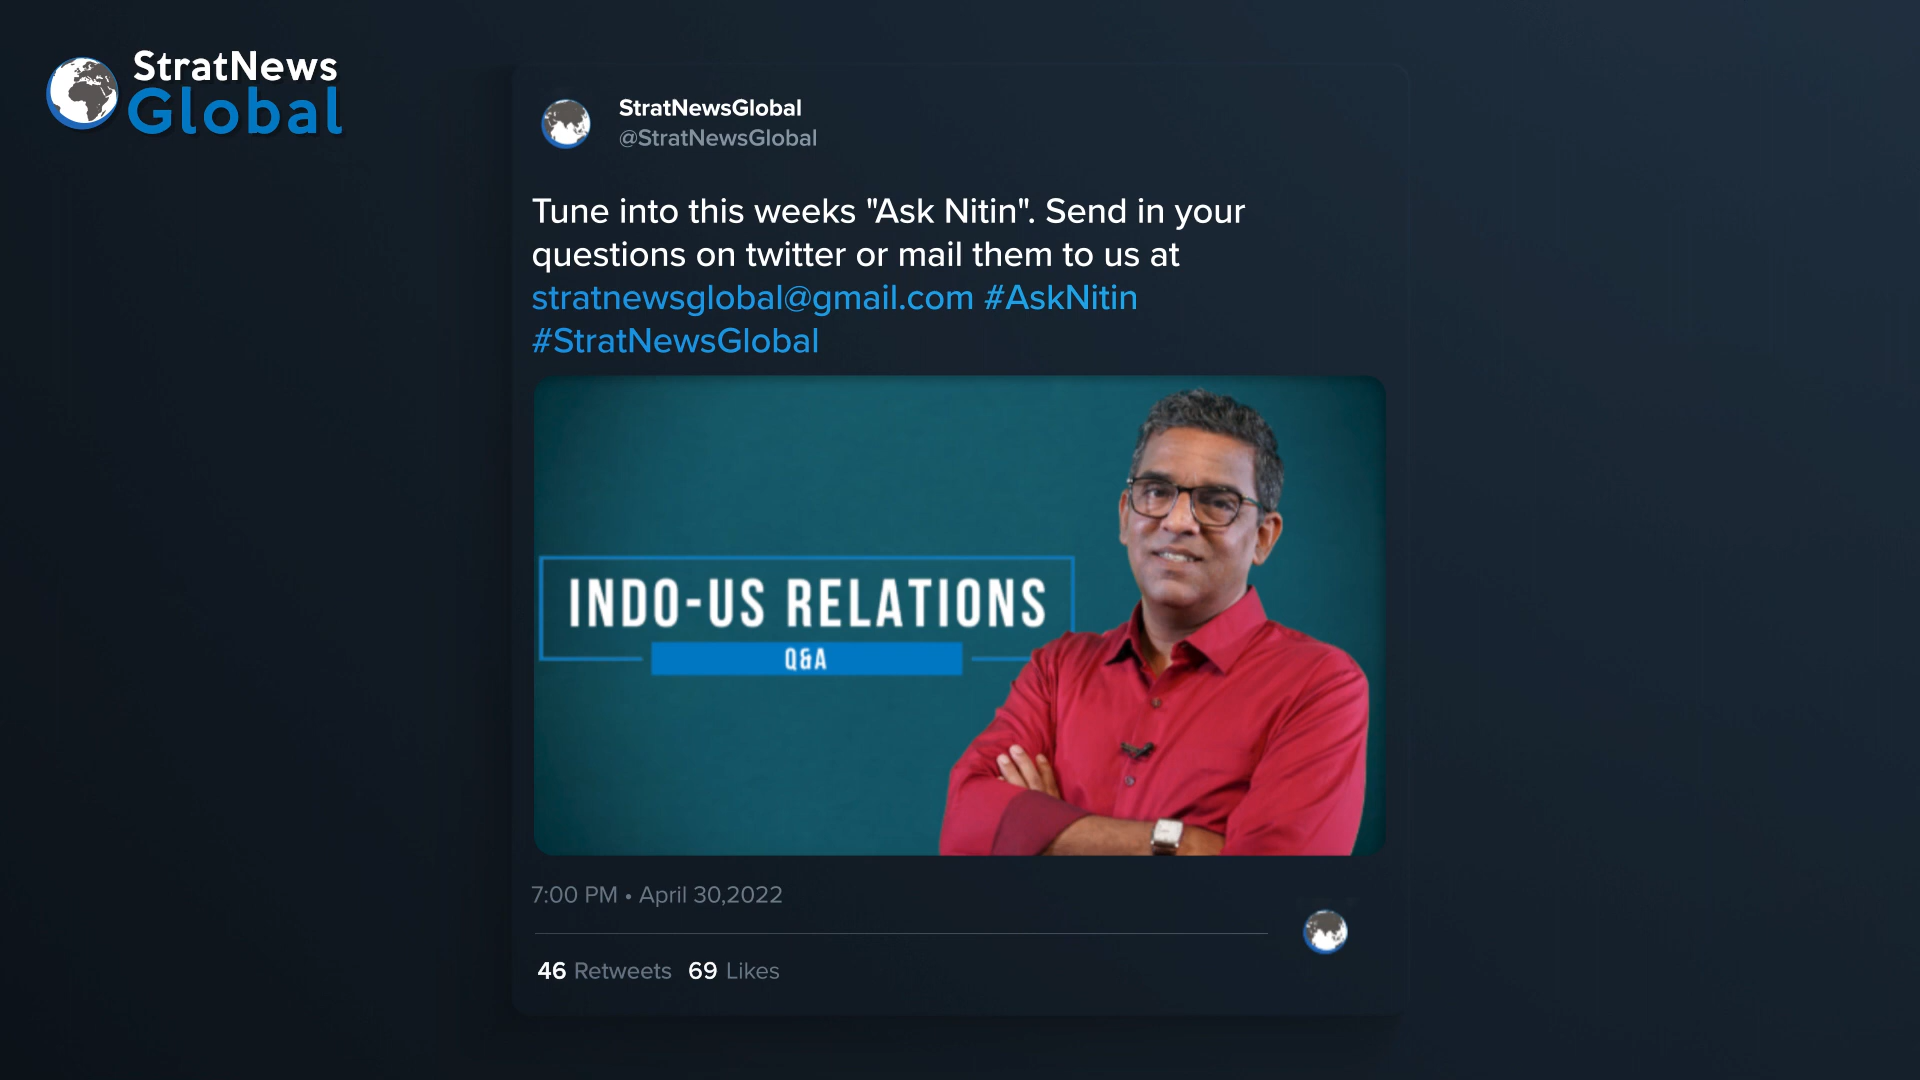 StratNews
Global
StratNewsGlobal
@StratNewsGlobal
Tune into this weeks "Ask Nitin". Send in your
questions on twitter or mail them to us at
stratnewsglobal@gmail.com #AskNitin
#StratNewsGlobal
INDO-US RELATIONS
Q&A
7:00 PM • April 30,2022
46 Retweets 69 Likes